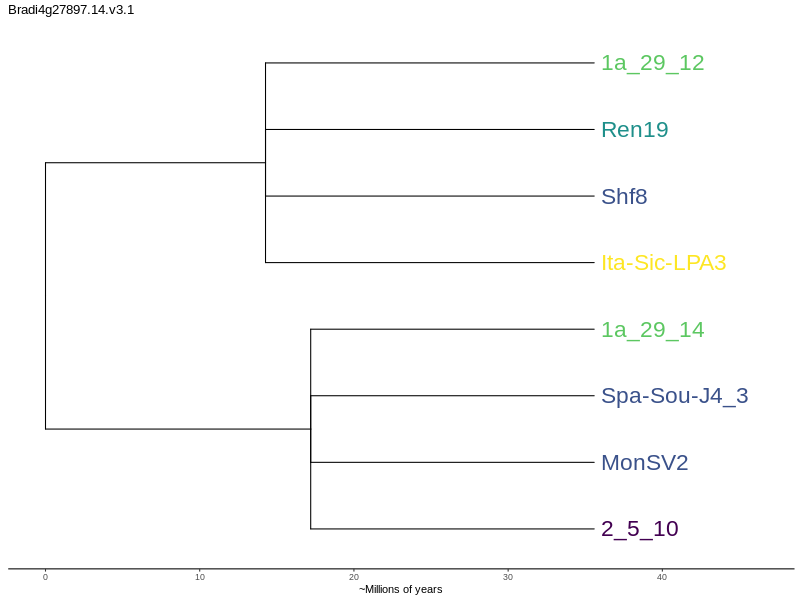 Bradi4g27897.14.v3.1
1a_29_12
Ren19
Shf8
Ita-Sic-LPA3
1a_29_14
Spa-Sou-J4_3
MonSV2
2_5_10
0 10 20 30 40
~Millions of years